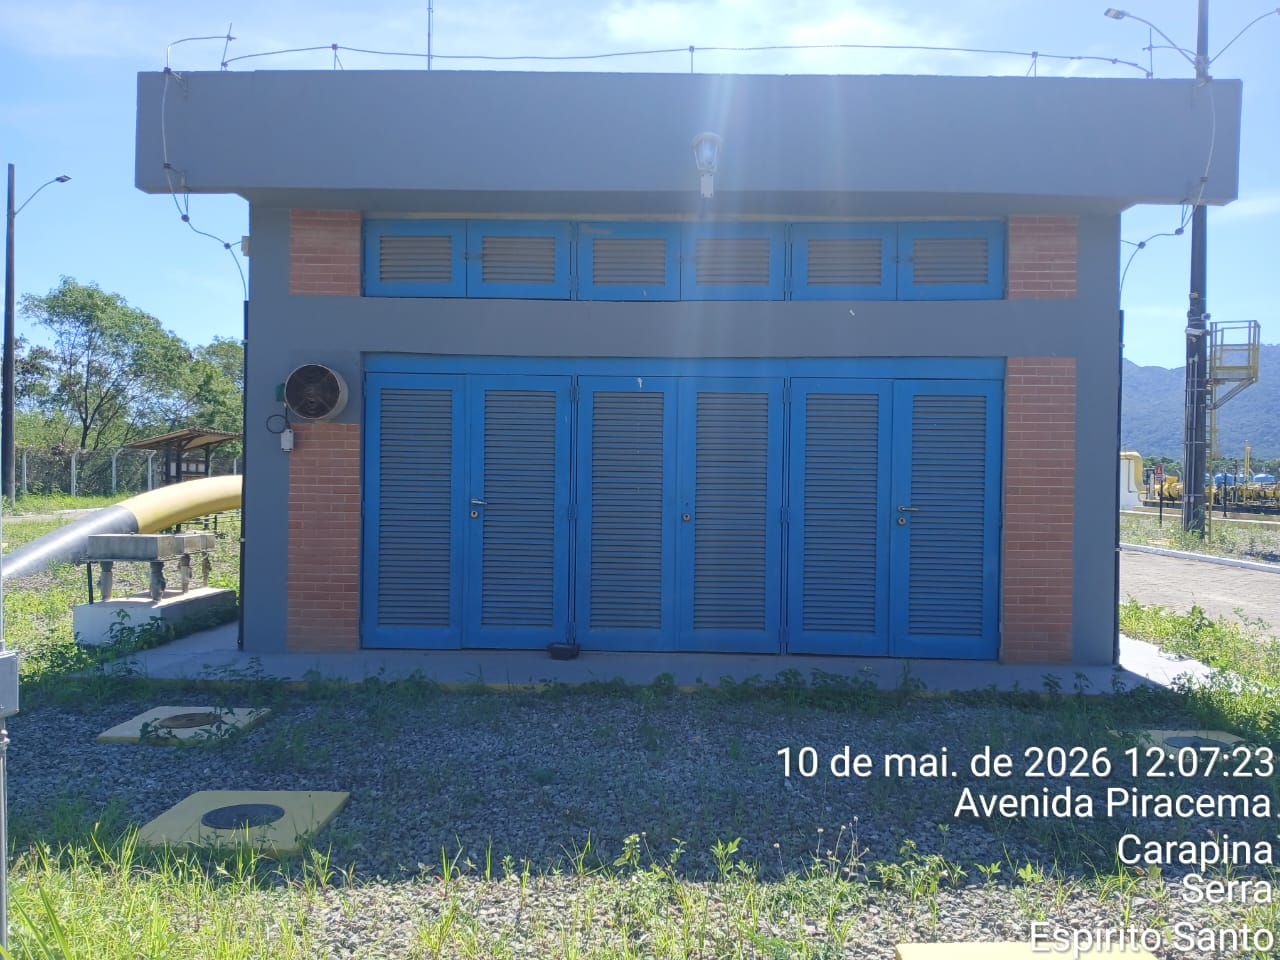 10 de mai. de 2026 12:07:23
Avenida Piracema
Carapina
Serra
Espírito Santo